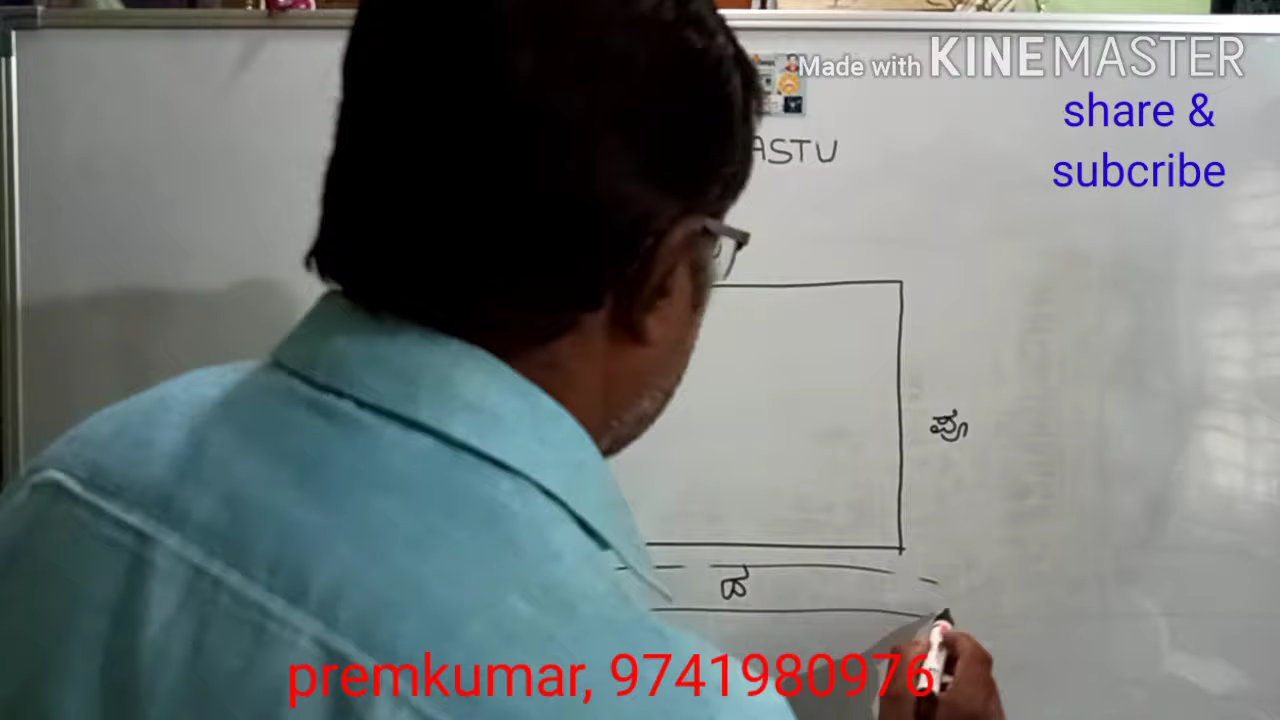 Made with KINEMASTER
share &
subcribe
ASTU
ಪೂ
ದ
premkumar, 9741980976